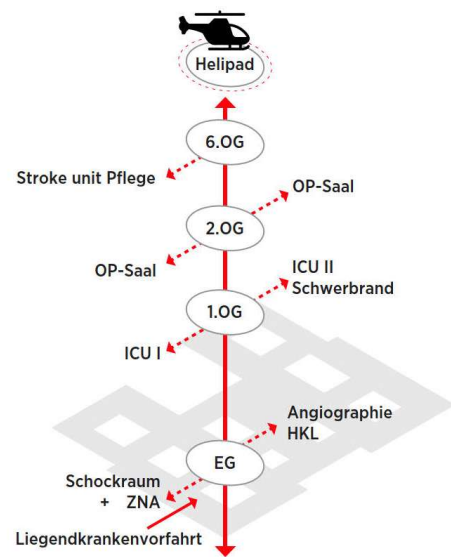 Helipad
6.OG
Stroke unit Pflege
OP-Saal
2.OG
OP-Saal
ICU II
Schwerbrand
1.OG
ICU I
Angiographie
HKL
EG
Schockraum
+ ZNA
Liegendkrankenvorfahrt